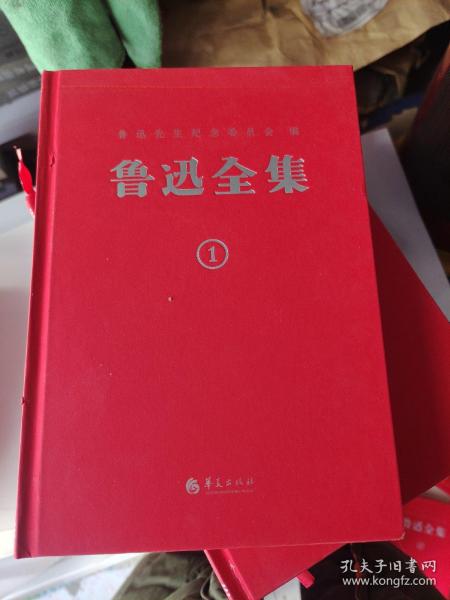 鲁迅先生纪念委员会 编
鲁迅全集
1
华夏出版社
鲁迅全集
孔夫子旧书网
www.kongfz.com